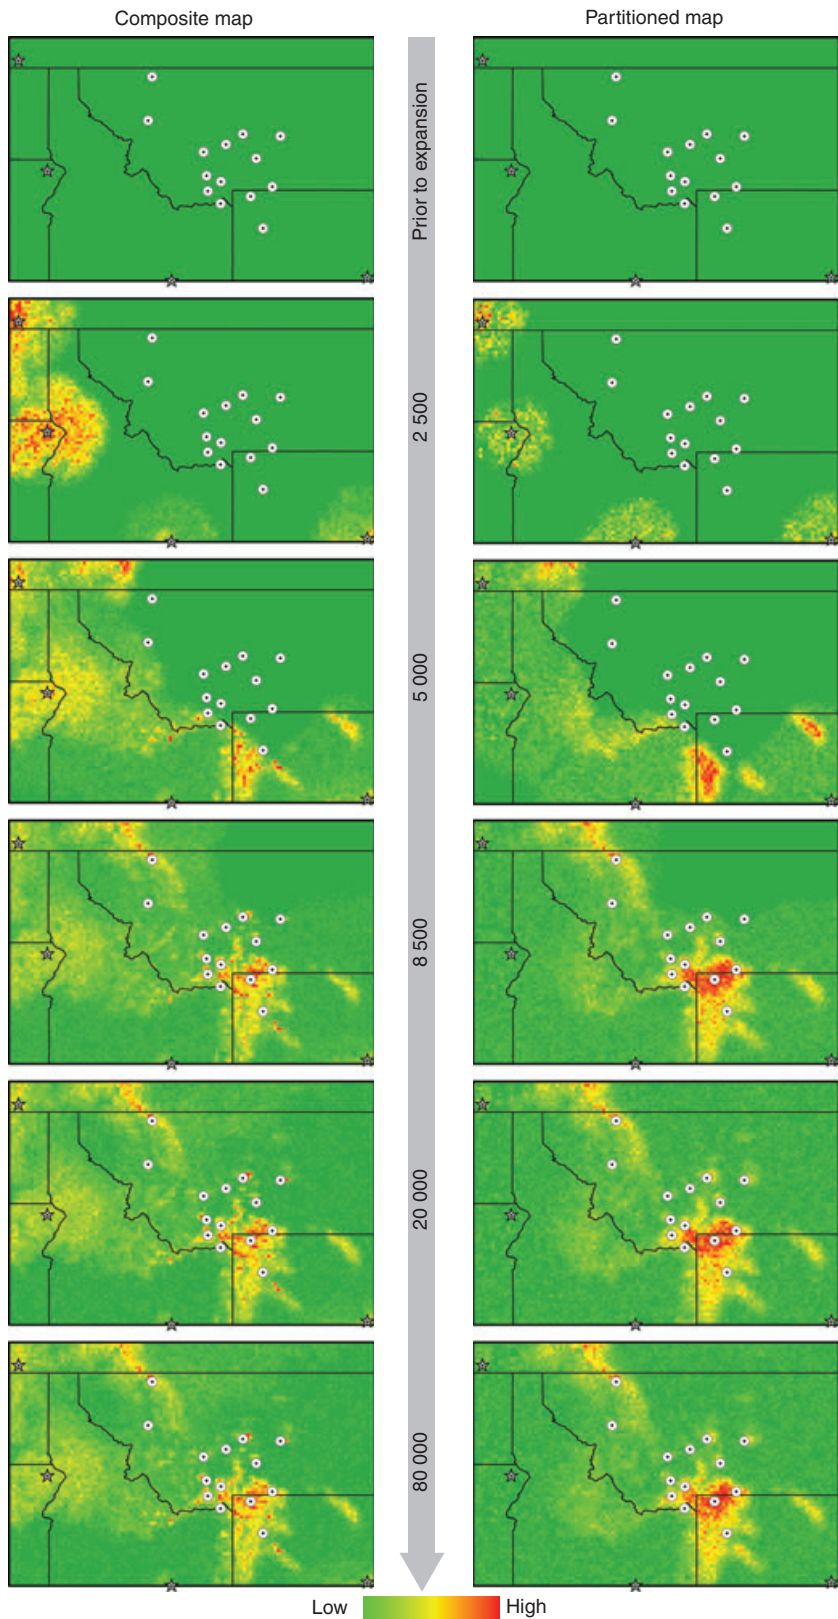 Composite map
Partitioned map
Prior to expansion
2 500
5 000
8 500
20 000
80 000
Low
High